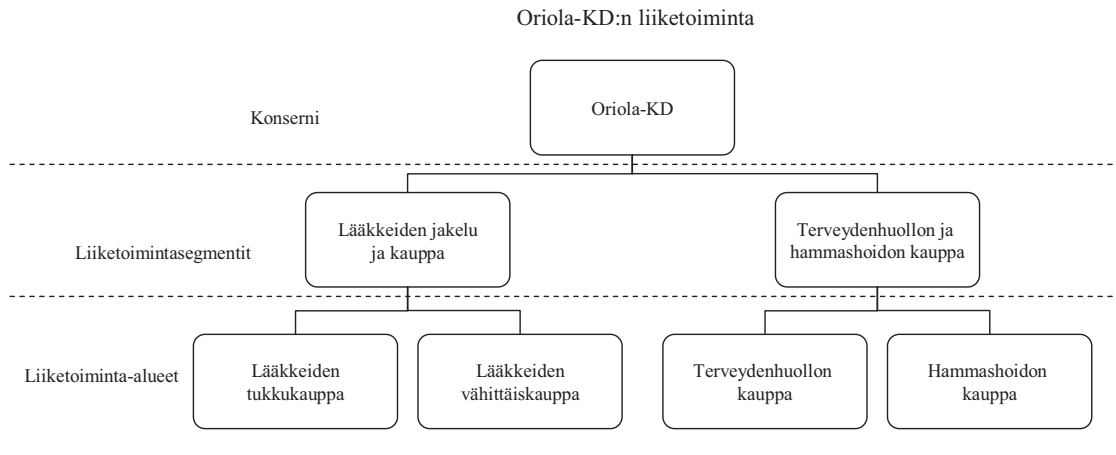 Oriola-KD:n liiketoiminta
Konserni
Oriola-KD
Liiketoimintasegmentit
Lääkkeiden jakelu
ja kauppa
Terveydenhuollon ja
hammashoidon kauppa
Liiketoiminta-alueet
Lääkkeiden
tukkukauppa
Lääkkeiden
vähittäiskauppa
Terveydenhuollon
kauppa
Hammashoidon
kauppa